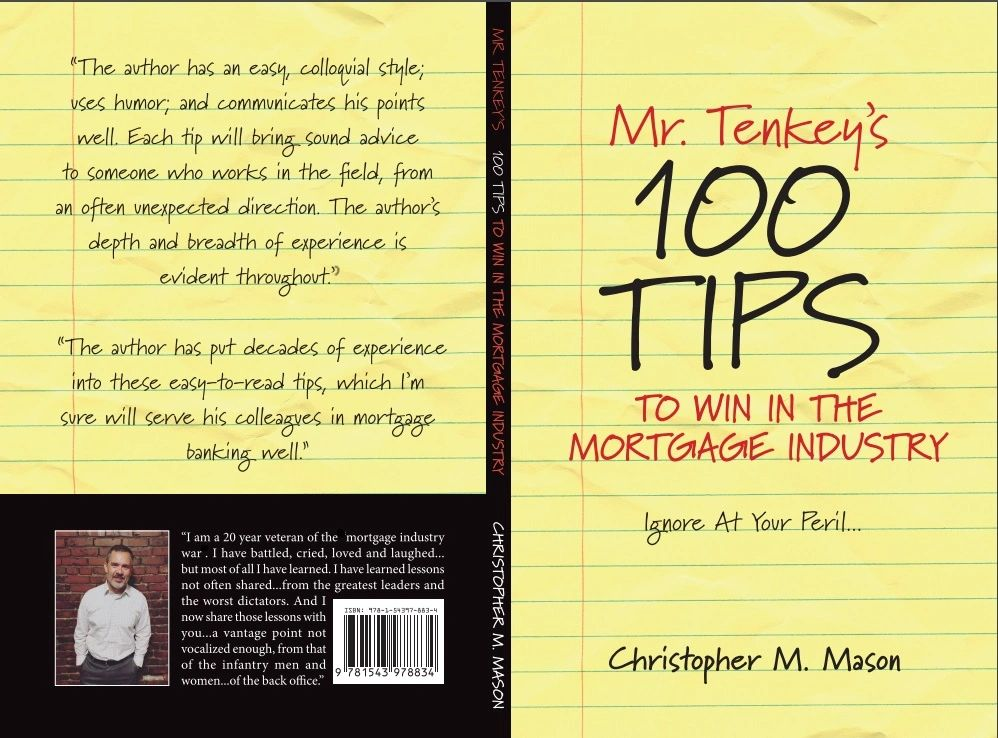 “The author has an easy, colloquial style;
uses humor; and communicates his points
well. Each tip will bring sound advice
to someone who works in the field, from
an often unexpected direction. The author’s
depth and breadth of experience is
evident throughout.”
“The author has put decades of experience
into these easy-to-read tips, which I’m
sure will serve his colleagues in mortgage
banking well.”
“I am a 20 year veteran of the mortgage industry
war . I have battled, cried, loved and laughed...
but most of all I have learned. I have learned lessons
not often shared...from the greatest leaders and
the worst dictators. And I
now share those lessons with
you...a vantage point not
vocalized enough, from that
of the infantry men and
women...of the back office.”
ISBN: 978-1-54397-883-4
9 781543 978834
MR TENKEY’S 100 TIPS TO WIN IN THE MORTGAGE INDUSTRY CHRISTOPHER M. MASON
Mr. Tenkey’s
100
TIPS
TO WIN IN THE
MORTGAGE INDUSTRY
Ignore At Your Peril...
Christopher M. Mason